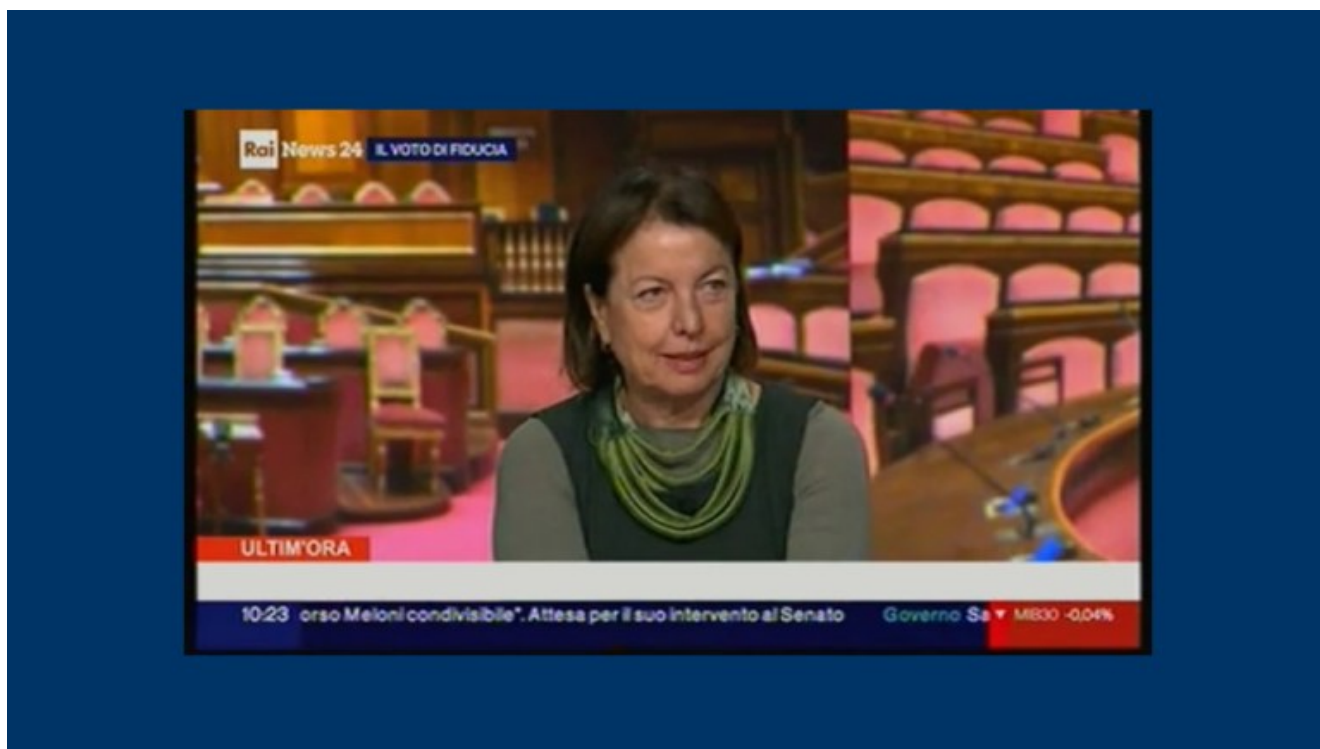 Rai News 24 IL VOTO DI FIDUCIA
ULTIM'ORA
10:23 orso Meloni condivisibile". Attesa per il suo intervento al Senato Governo Sa ▼ MIB30 -0,04%